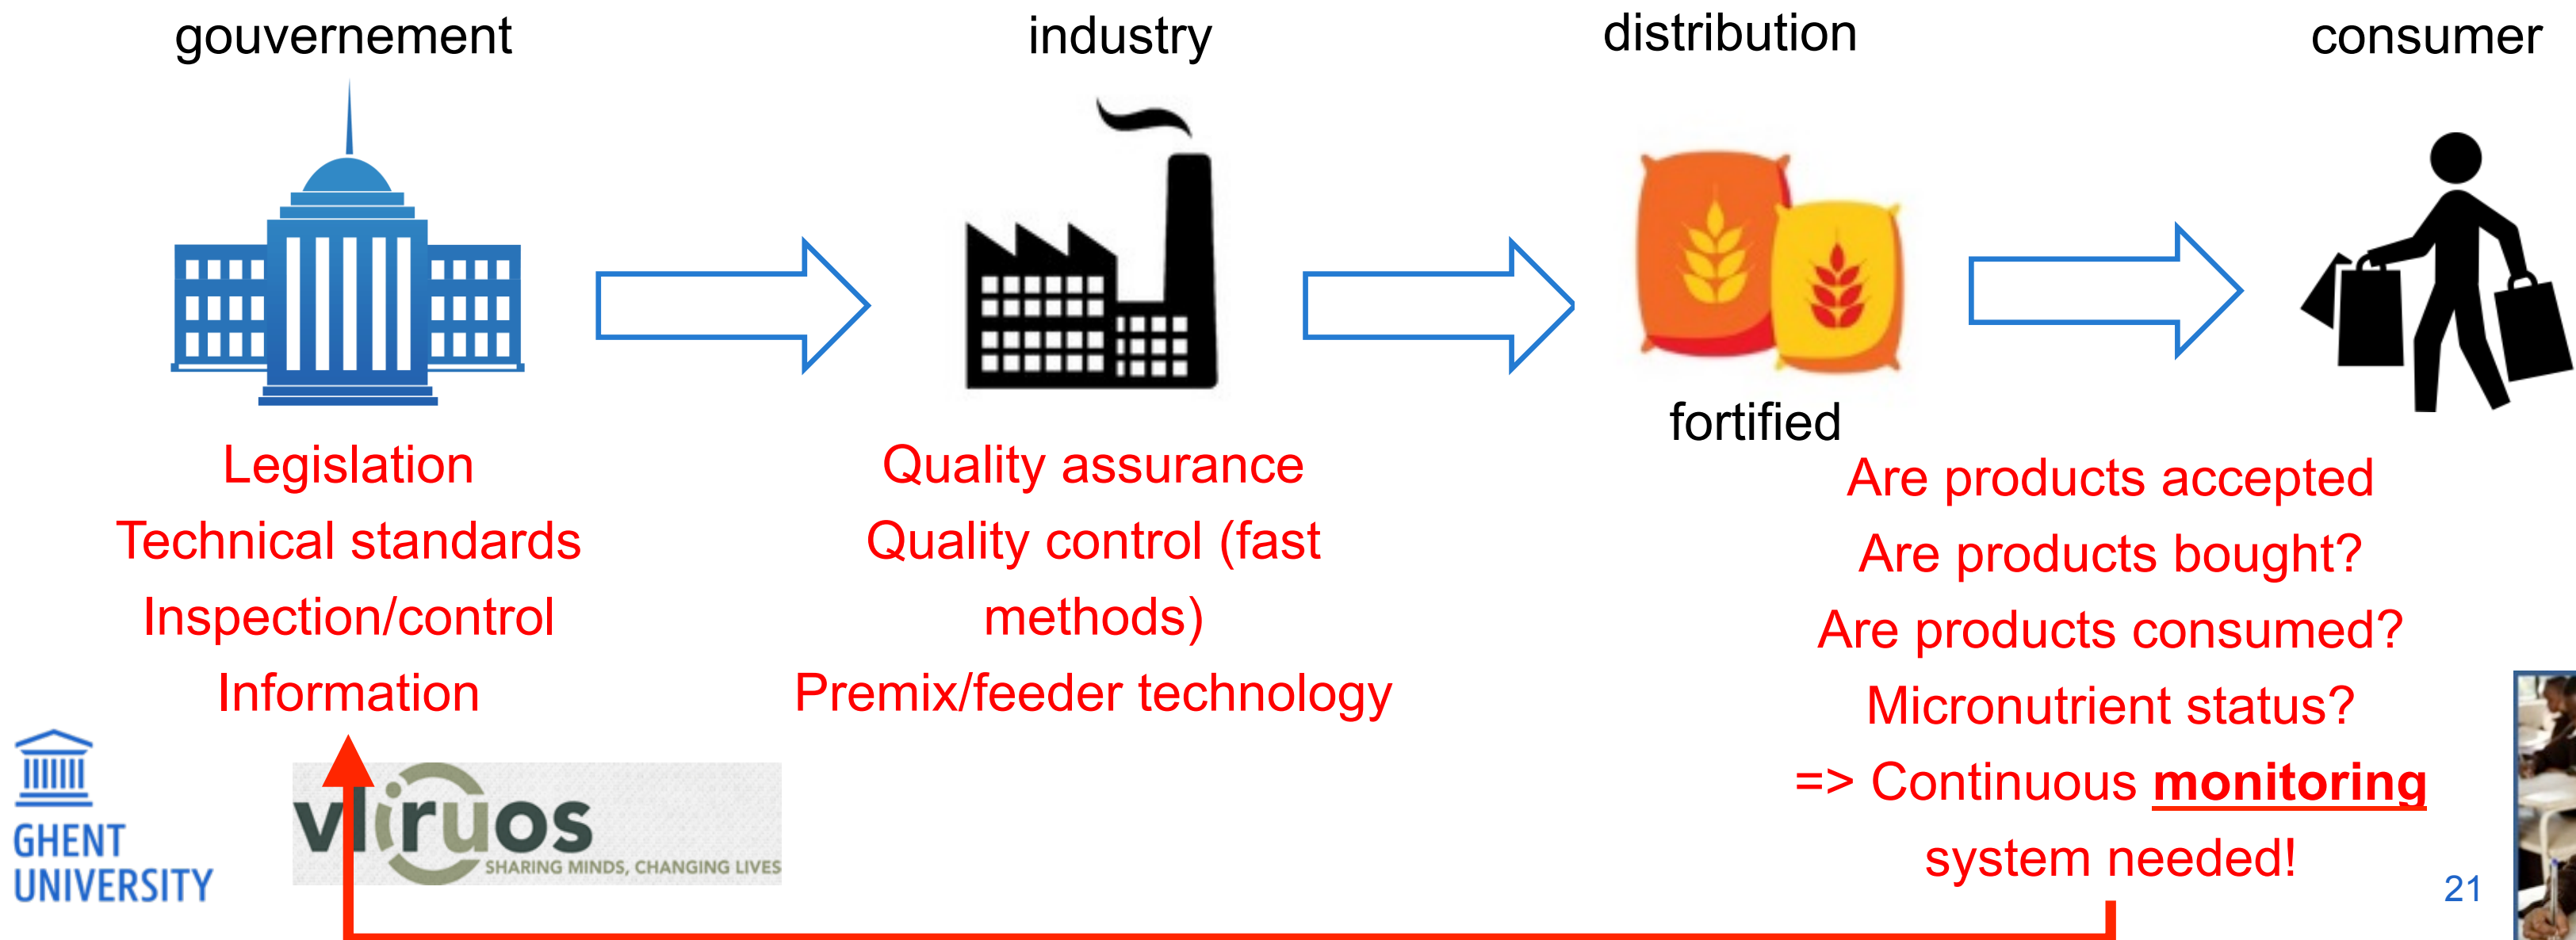 gouvernement
industry
distribution
consumer
fortified
Legislation
Technical standards
Inspection/control
Information
Quality assurance
Quality control (fast
methods)
Premix/feeder technology
Are products accepted
Are products bought?
Are products consumed?
Micronutrient status?
=> Continuous monitoring
system needed!
GHENT
UNIVERSITY
vliruos
SHARING MINDS, CHANGING LIVES
21